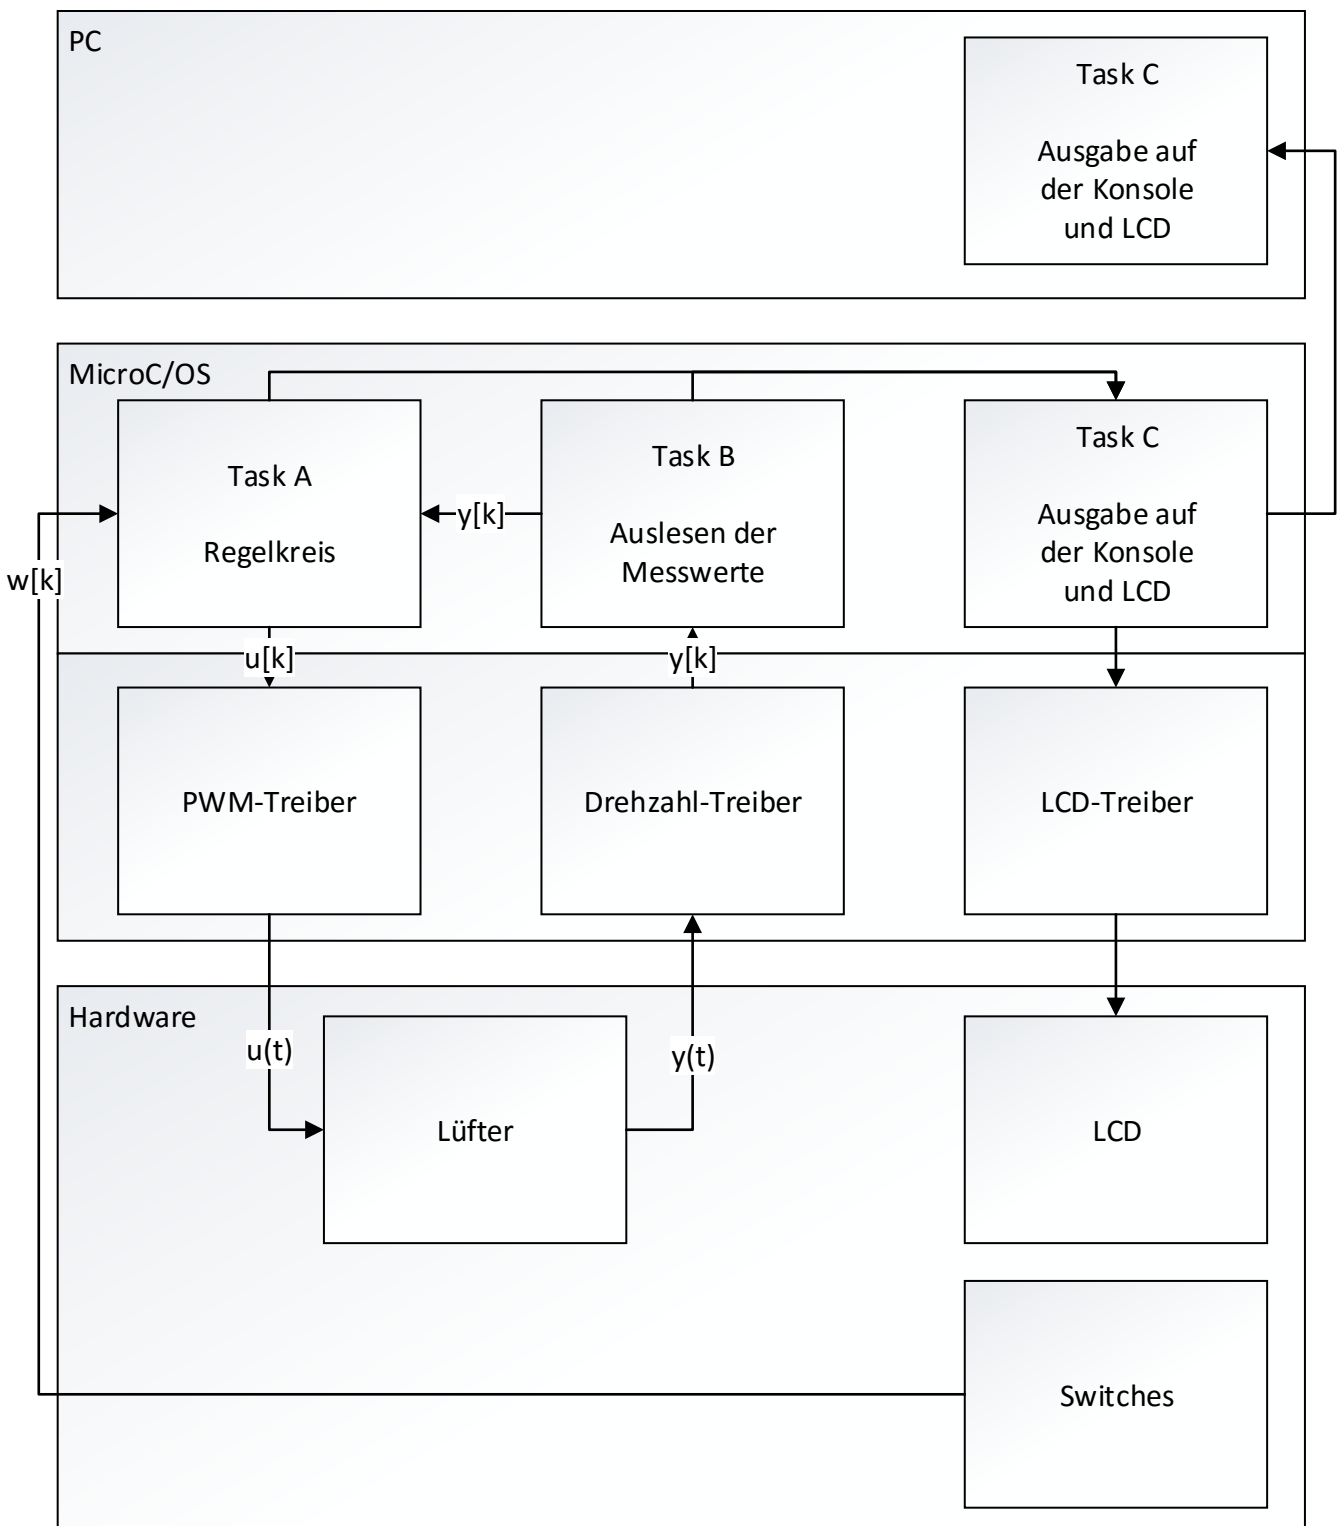 PC
Task C
Ausgabe auf
der Konsole
und LCD
MicroC/OS
Task A
Regelkreis
y[k]
Task B
Auslesen der
Messwerte
Task C
Ausgabe auf
der Konsole
und LCD
w[k]
u[k]
y[k]
PWM-Treiber
Drehzahl-Treiber
LCD-Treiber
Hardware
u(t)
y(t)
Lüfter
LCD
Switches